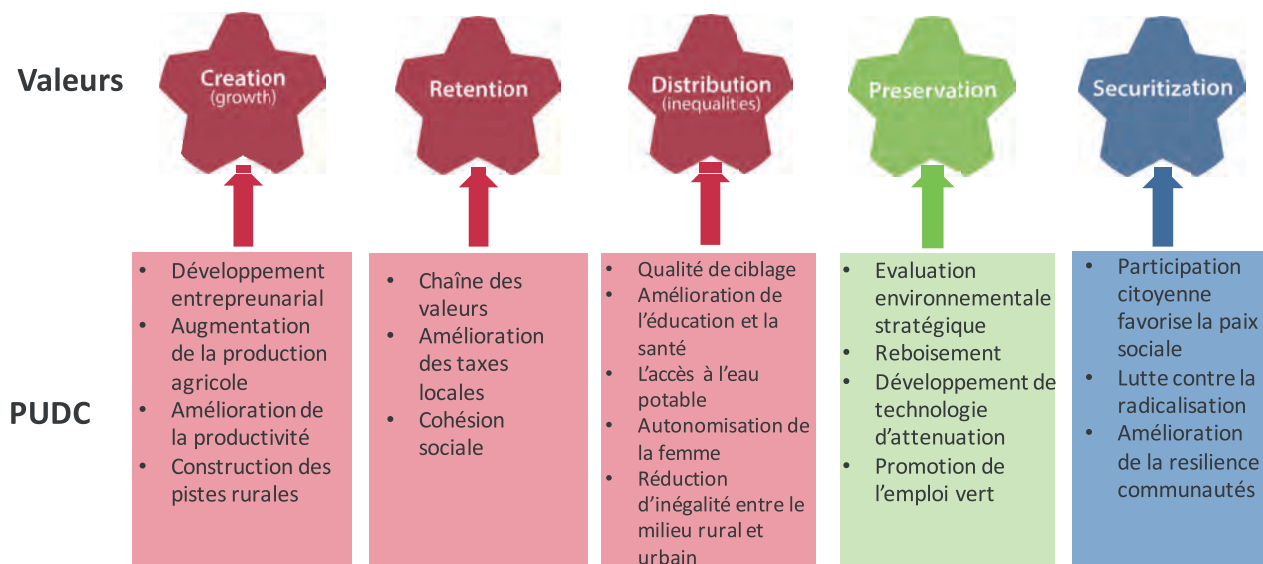 Valeurs
Creation
(growth)
Retention
Distribution
(inequalities)
Preservation
Securitization
PUDC
• Développement
entrepreunarial
• Augmentation
de la production
agricole
• Amélioration de
la productivité
• Construction des
pistes rurales
• Chaîne des
valeurs
• Amélioration
des taxes
locales
• Cohésion
sociale
• Qualité de ciblage
• Amélioration de
l’éducation et la
santé
• L’accès à l’eau
potable
• Autonomisation de
la femme
• Réduction
d’inégalité entre le
milieu rural et
urbain
• Evaluation
environnementale
stratégique
• Reboisement
• Développement de
technologie
d’attenuation
• Promotion de
l’emploi vert
• Participation
citoyenne
favorise la paix
sociale
• Lutte contre la
radicalisation
• Amélioration
de la resilience
communautés